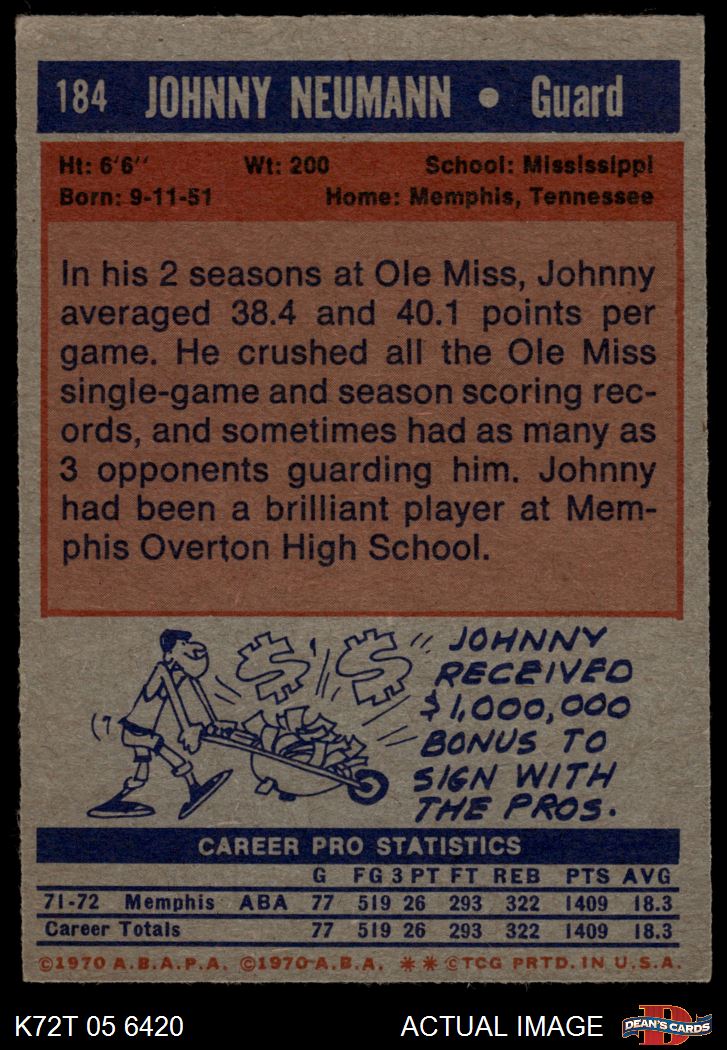 184 JOHNNY NEUMANN • Guard
Ht: 6'6" Wt: 200 School: Mississippi
Born: 9-11-51 Home: Memphis, Tennessee
In his 2 seasons at Ole Miss, Johnny
averaged 38.4 and 40.1 points per
game. He crushed all the Ole Miss
single-game and season scoring rec-
ords, and sometimes had as many as
3 opponents guarding him. Johnny
had been a brilliant player at Mem-
phis Overton High School.
$ $
JOHNNY
RECEIVED
$1,000,000
BONUS TO
SIGN WITH
THE PROS.
CAREER PRO STATISTICS
G FG 3 PT FT REB PTS AVG
71-72 Memphis ABA 77 519 26 293 322 1409 18.3
Career Totals 77 519 26 293 322 1409 18.3
©1970 A.B.A.P.A. ©1970 A.B.A. ** ©TCG PRTD. IN U.S.A.
K72T 05 6420 ACTUAL IMAGE
D
DEAN'S CARDS